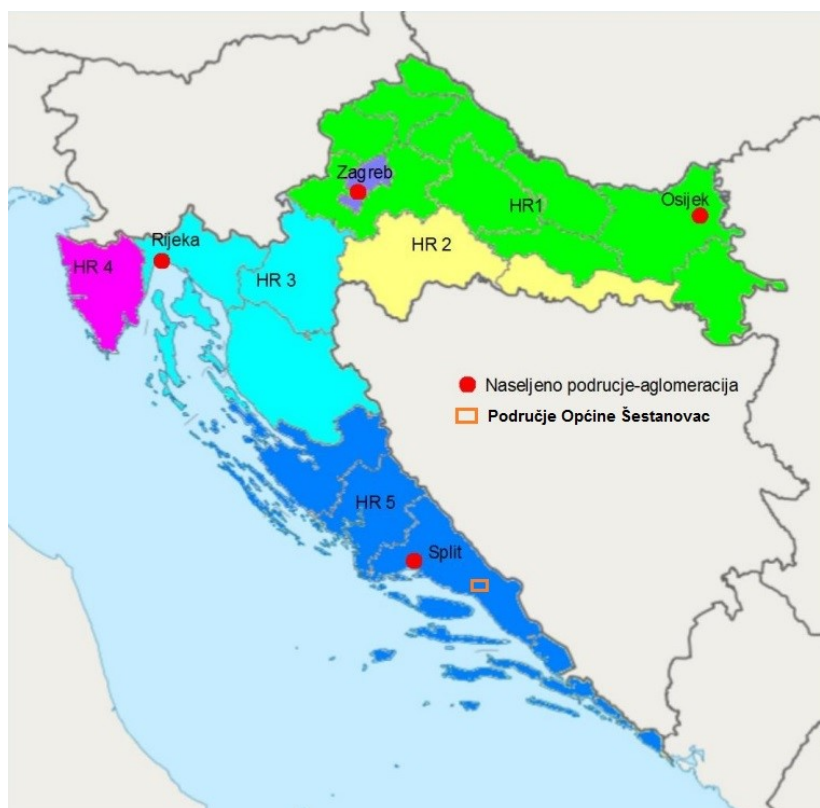 Zagreb
HR1
Osijek
Rijeka
HR 2
HR 4
HR 3
Naseljeno podrucje-aglomeracija
Područje Općine Šestanovac
HR 5
Split